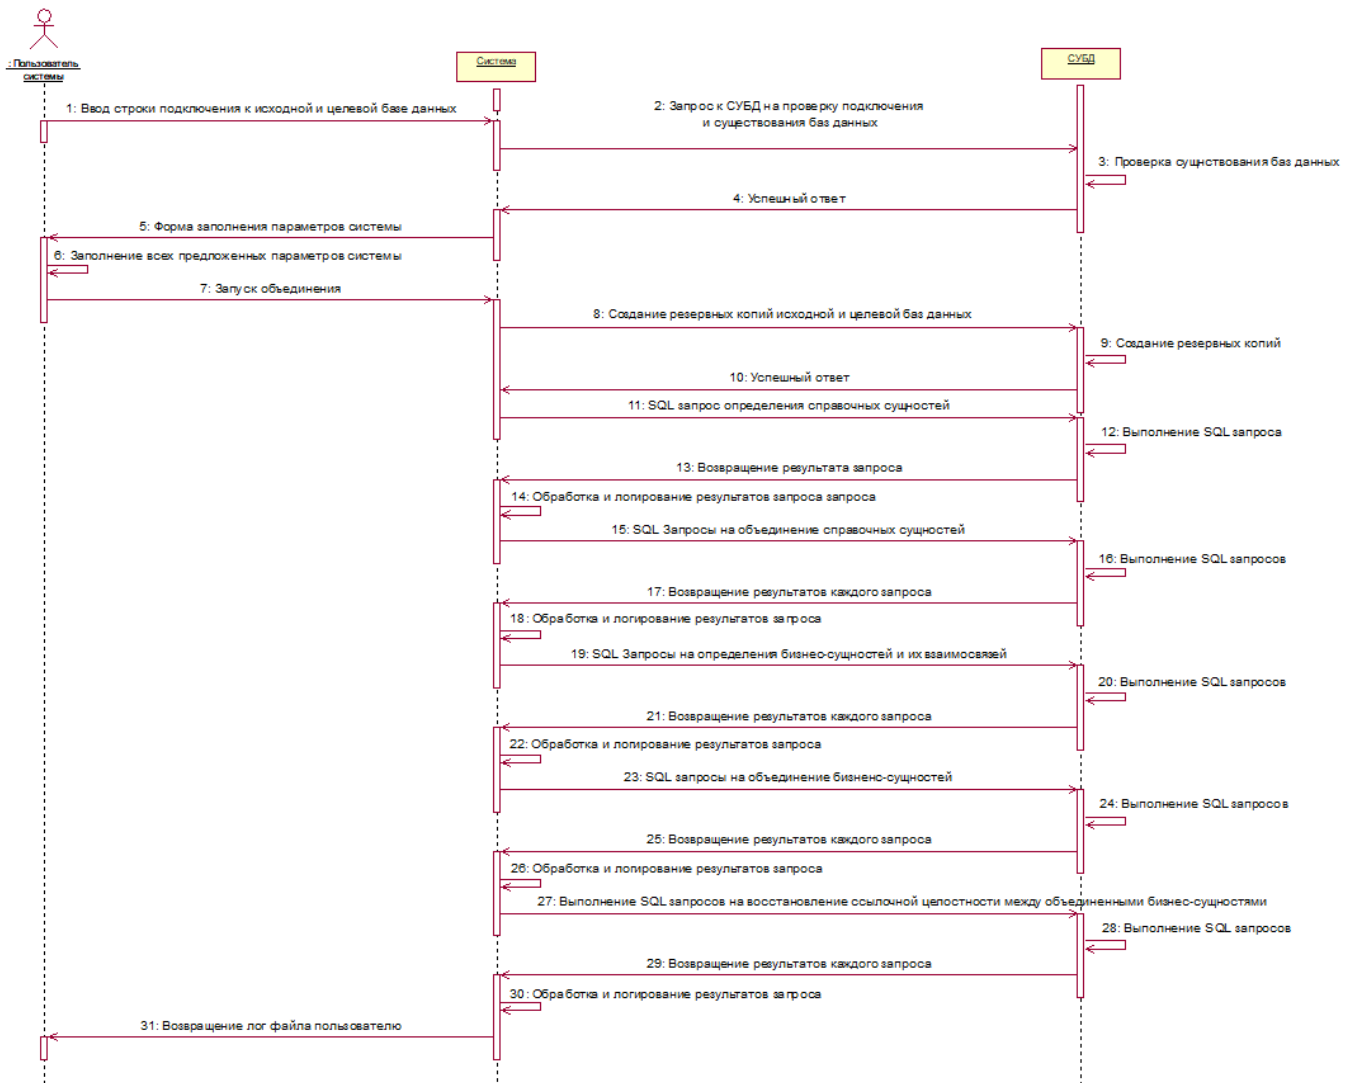 : Пользователь
системы
Система
СУБД
1: Ввод строки подключения к исходной и целевой базе данных
2: Запрос к СУБД на проверку подключения
и существования баз данных
3: Проверка сущнствования баз данных
4: Успешный ответ
5: Форма заполнения параметров системы
6: Заполнение всех предложенных параметров системы
7: Запуск объединения
8: Создание резервных копий исходной и целевой баз данных
9: Создание резервных копий
10: Успешный ответ
11: SQL запрос определения справочных сущностей
12: Выполнение SQL запроса
13: Возвращение результата запроса
14: Обработка и логирование результатов запроса запроса
15: SQL Запросы на объединение справочных сущностей
16: Выполнение SQL запросов
17: Возвращение результатов каждого запроса
18: Обработка и логирование результатов запроса
19: SQL Запросы на определения бизнес-сущностей и их взаимосвязей
20: Выполнение SQL запросов
21: Возвращение результатов каждого запроса
22: Обработка и логирование результатов запроса
23: SQL запросы на объединение бизненс-сущностей
24: Выполнение SQL запросов
25: Возвращение результатов каждого запроса
26: Обработка и логирование результатов запроса
27: Выполнение SQL запросов на восстановление ссылочной целостности между объединенными бизнес-сущностями
28: Выполнение SQL запросов
29: Возвращение результатов каждого запроса
30: Обработка и логирование результатов запроса
31: Возвращение лог файла пользователю